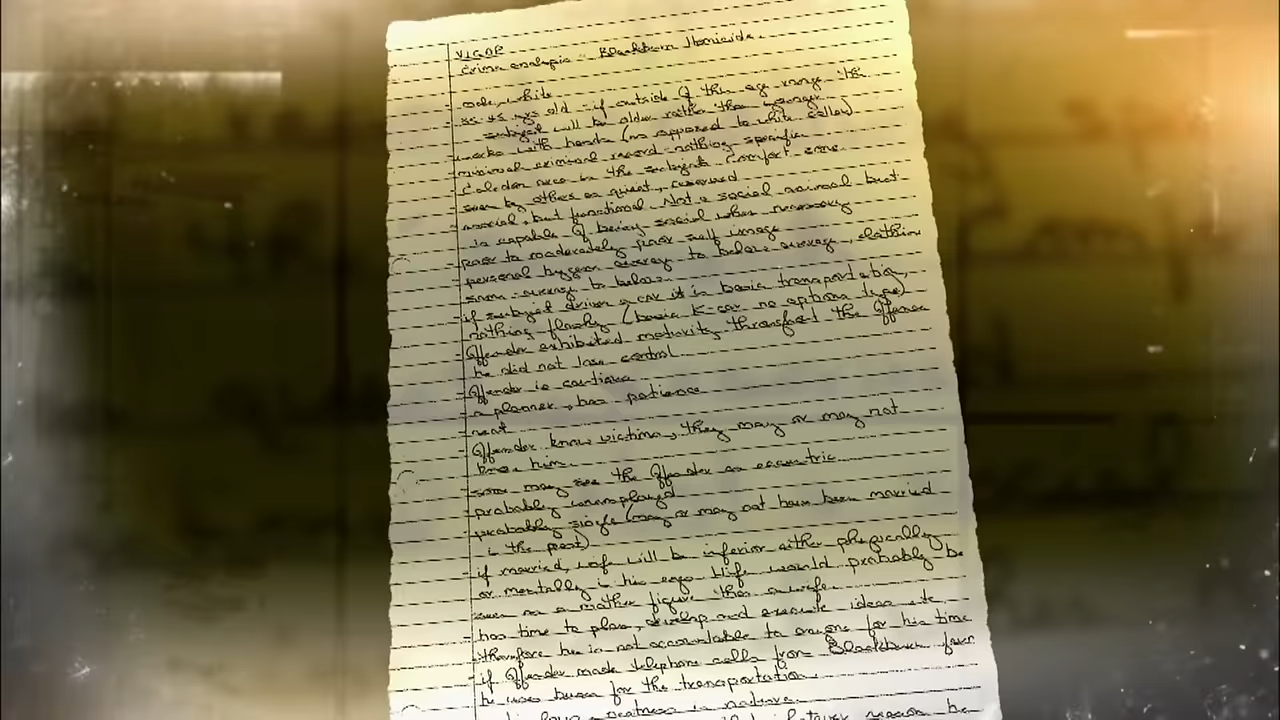 VICAP
Crime analysis - Blackburn Homicide.
- male, white
- 35-45 yrs old - if outside of this age range the
subject will be older rather than younger
- works with hands (as opposed to white collar)
- minimal criminal record - nothing specific
- Caledon area is the subjects comfort zone
- seen by others as quiet, reserved
- asocial, but functional. Not a social animal but
is capable of being social when necessary
- poor to moderately poor self image
- personal hygiene average to below average, clothing
same - average to below.
- if subject drives a car it is basic transportation,
nothing flashy (basic K-car no options type)
- Offender exhibited maturity throughout the offence
he did not lose control
- Offender is cautious
- a planner, has patience
- neat
- Offender knew victims, they may or may not
know him.
- some may see the Offender as eccentric
- probably unemployed
- probably single (may or may not have been married
in the past)
- if married, wife will be inferior either physically
or mentally in his eyes. Wife would probably be
seen as a mother figure than a wife
- has time to plan, develop and execute ideas etc
therefore he is not accountable to anyone for his time
- if Offender made telephone calls from Blackburn farm
he uses buses for the transportation.
neatness is
reason he